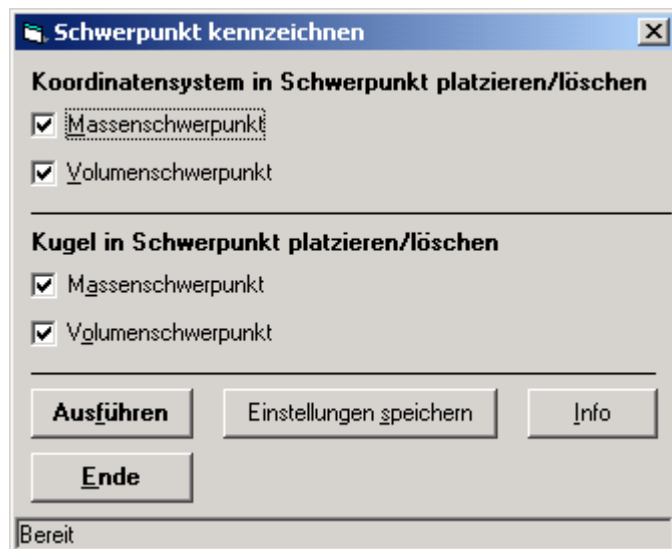 Schwerpunkt kennzeichnen
Koordinatensystem in Schwerpunkt platzieren/löschen
Massenschwerpunkt
Volumenschwerpunkt
Kugel in Schwerpunkt platzieren/löschen
Massenschwerpunkt
Volumenschwerpunkt
Ausführen Einstellungen speichern Info
Ende
Bereit